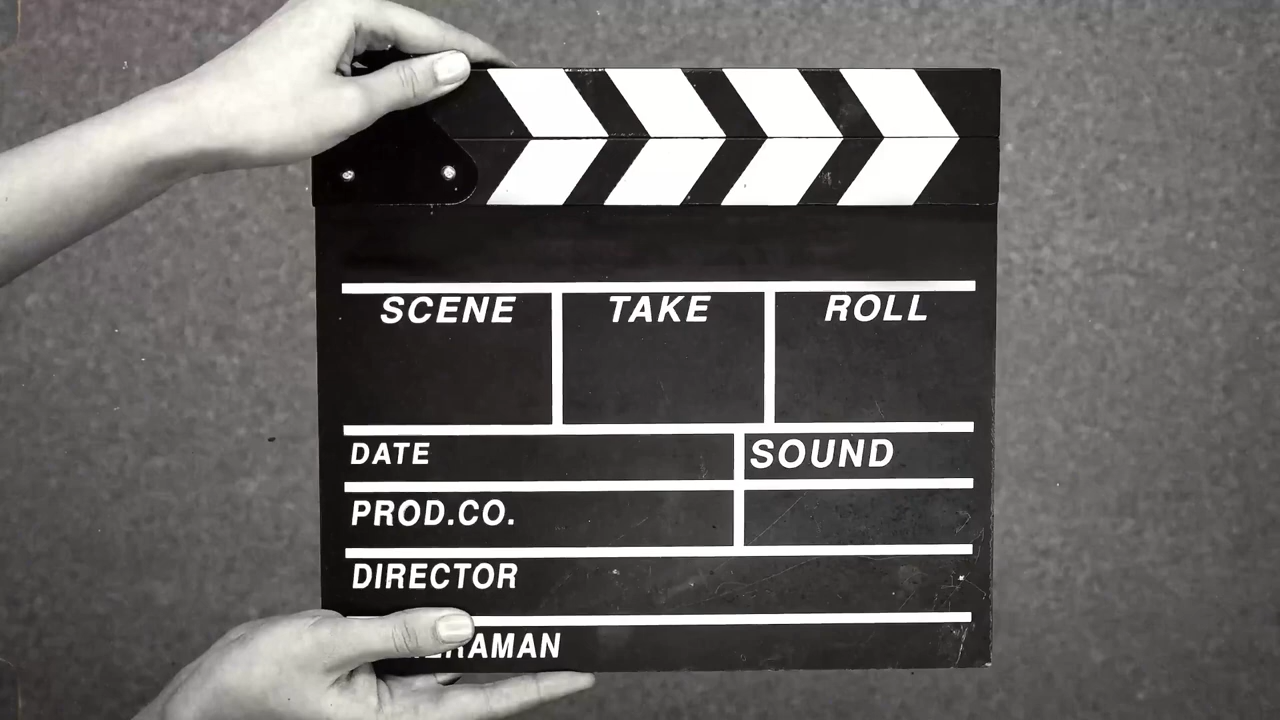 SCENE TAKE ROLL
DATE SOUND
PROD.CO.
DIRECTOR